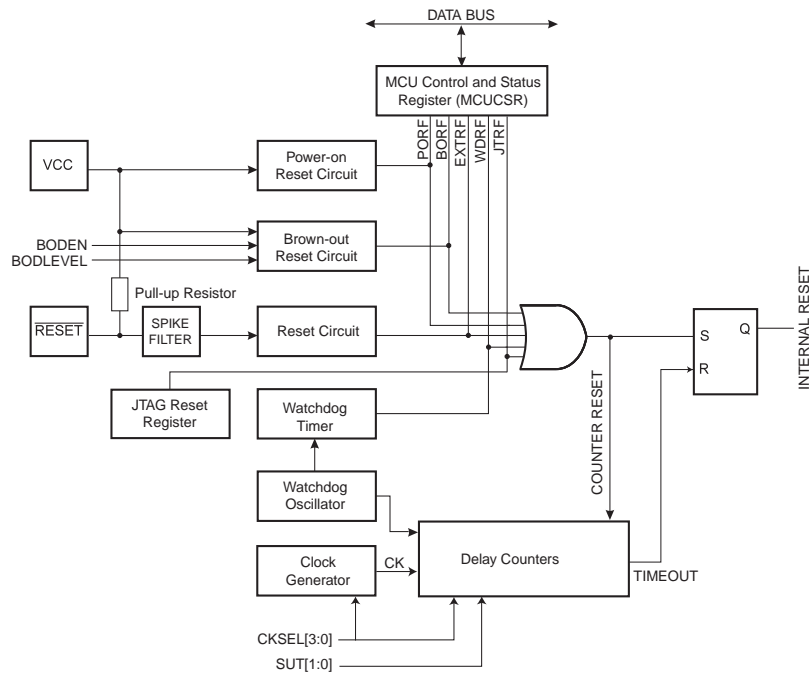 DATA BUS
MCU Control and Status
Register (MCUCSR)
PORF
BORF
EXTRF
WDRF
JTRF
VCC
Power-on
Reset Circuit
BODEN
BODLEVEL
Brown-out
Reset Circuit
Pull-up Resistor
RESET
SPIKE
FILTER
Reset Circuit
JTAG Reset
Register
Watchdog
Timer
Watchdog
Oscillator
Clock
Generator
CK
Delay Counters
COUNTER RESET
TIMEOUT
S
R
Q
INTERNAL RESET
CKSEL[3:0]
SUT[1:0]